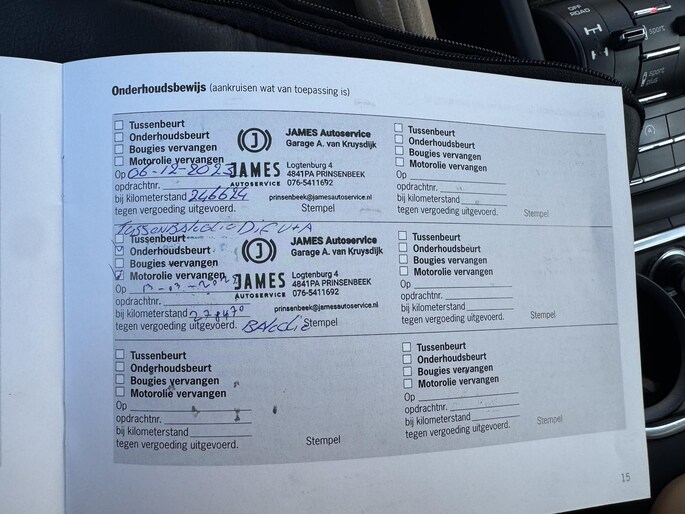 OFF
ROAD
sport
sport
plus
Onderhoudsbewijs (aankruisen wat van toepassing is)
Tussenbeurt
Onderhoudsbeurt
Bougies vervangen
Motorolie vervangen
Op 06-12-2023
opdrachtnr.
bij kilometerstand 246624
tegen vergoeding uitgevoerd.
JAMES
AUTOSERVICE
JAMES Autoservice
Garage A. van Kruysdijk
Logtenburg 4
4841PA PRINSENBEEK
076-5411692
prinsenbeek@jamesautoservice.nl
Stempel
Tussenbeurt
Onderhoudsbeurt
Bougies vervangen
Motorolie vervangen
Op
opdrachtnr.
bij kilometerstand
tegen vergoeding uitgevoerd.
Stempel
Tussenbeurt
Onderhoudsbeurt
Bougies vervangen
Motorolie vervangen
Op
opdrachtnr.
bij kilometerstand
tegen vergoeding uitgevoerd.
JAMES
AUTOSERVICE
JAMES Autoservice
Garage A. van Kruysdijk
Logtenburg 4
4841PA PRINSENBEEK
076-5411692
prinsenbeek@jamesautoservice.nl
Stempel
Tussenbeurt
Onderhoudsbeurt
Bougies vervangen
Motorolie vervangen
Op
opdrachtnr.
bij kilometerstand
tegen vergoeding uitgevoerd.
Stempel
Tussenbeurt
Onderhoudsbeurt
Bougies vervangen
Motorolie vervangen
Op
opdrachtnr.
bij kilometerstand
tegen vergoeding uitgevoerd.
Stempel
Tussenbeurt
Onderhoudsbeurt
Bougies vervangen
Motorolie vervangen
Op
opdrachtnr.
bij kilometerstand
tegen vergoeding uitgevoerd.
Stempel
15